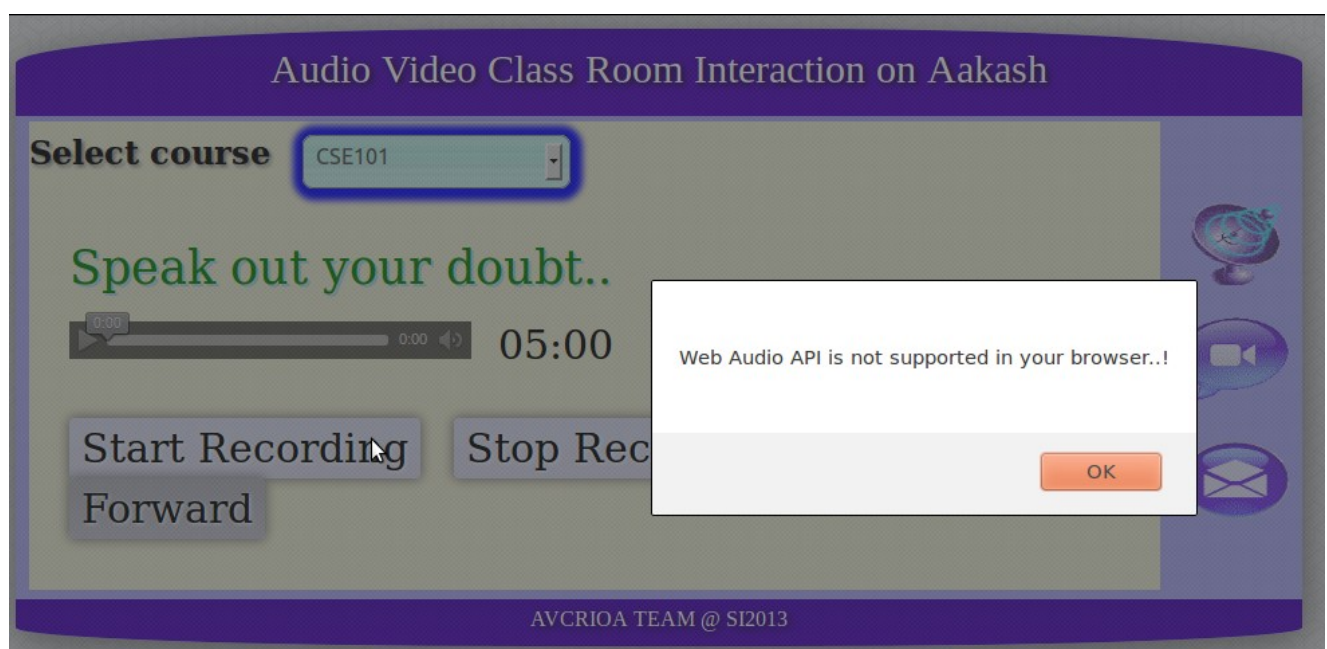 Audio Video Class Room Interaction on Aakash
Select course
CSE101
Speak out your doubt..
0:00
0:00
05:00
Web Audio API is not supported in your browser..!
OK
Start Recording
Stop Rec
Forward
AVCRIOA TEAM @ SI2013